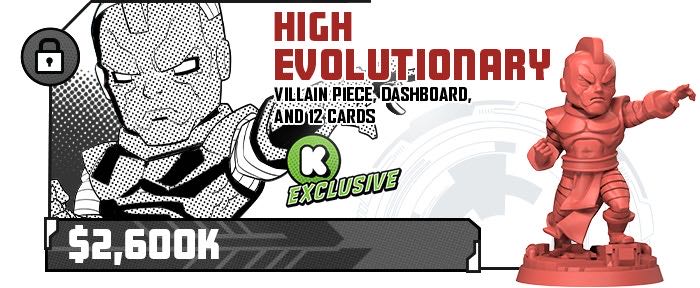 HIGH
EVOLUTIONARY
VILLAIN PIECE, DASHBOARD,
AND 12 CARDS
K
EXCLUSIVE
$2,600K